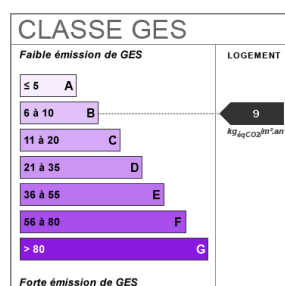 CLASSE GES
Faible émission de GES
LOGEMENT
≤ 5 A
6 à 10 B
9
11 à 20 C
kgéqCO2/m².an
21 à 35 D
36 à 55 E
56 à 80 F
> 80 G
Forte émission de GES